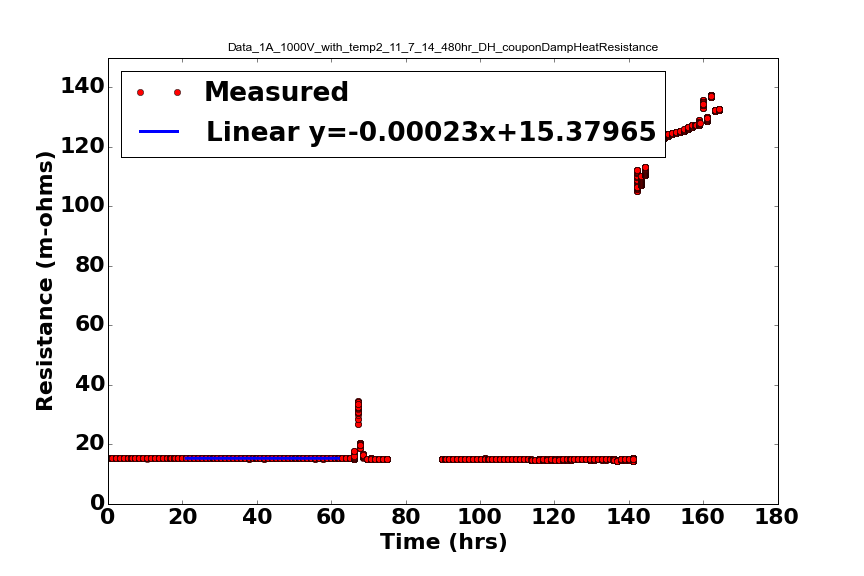 Data_1A_1000V_with_temp2_11_7_14_480hr_DH_couponDampHeatResistance
Measured
Linear y=-0.00023x+15.37965
140
120
100
80
60
40
20
0
Resistance (m-ohms)
0 20 40 60 80 100 120 140 160 180
Time (hrs)